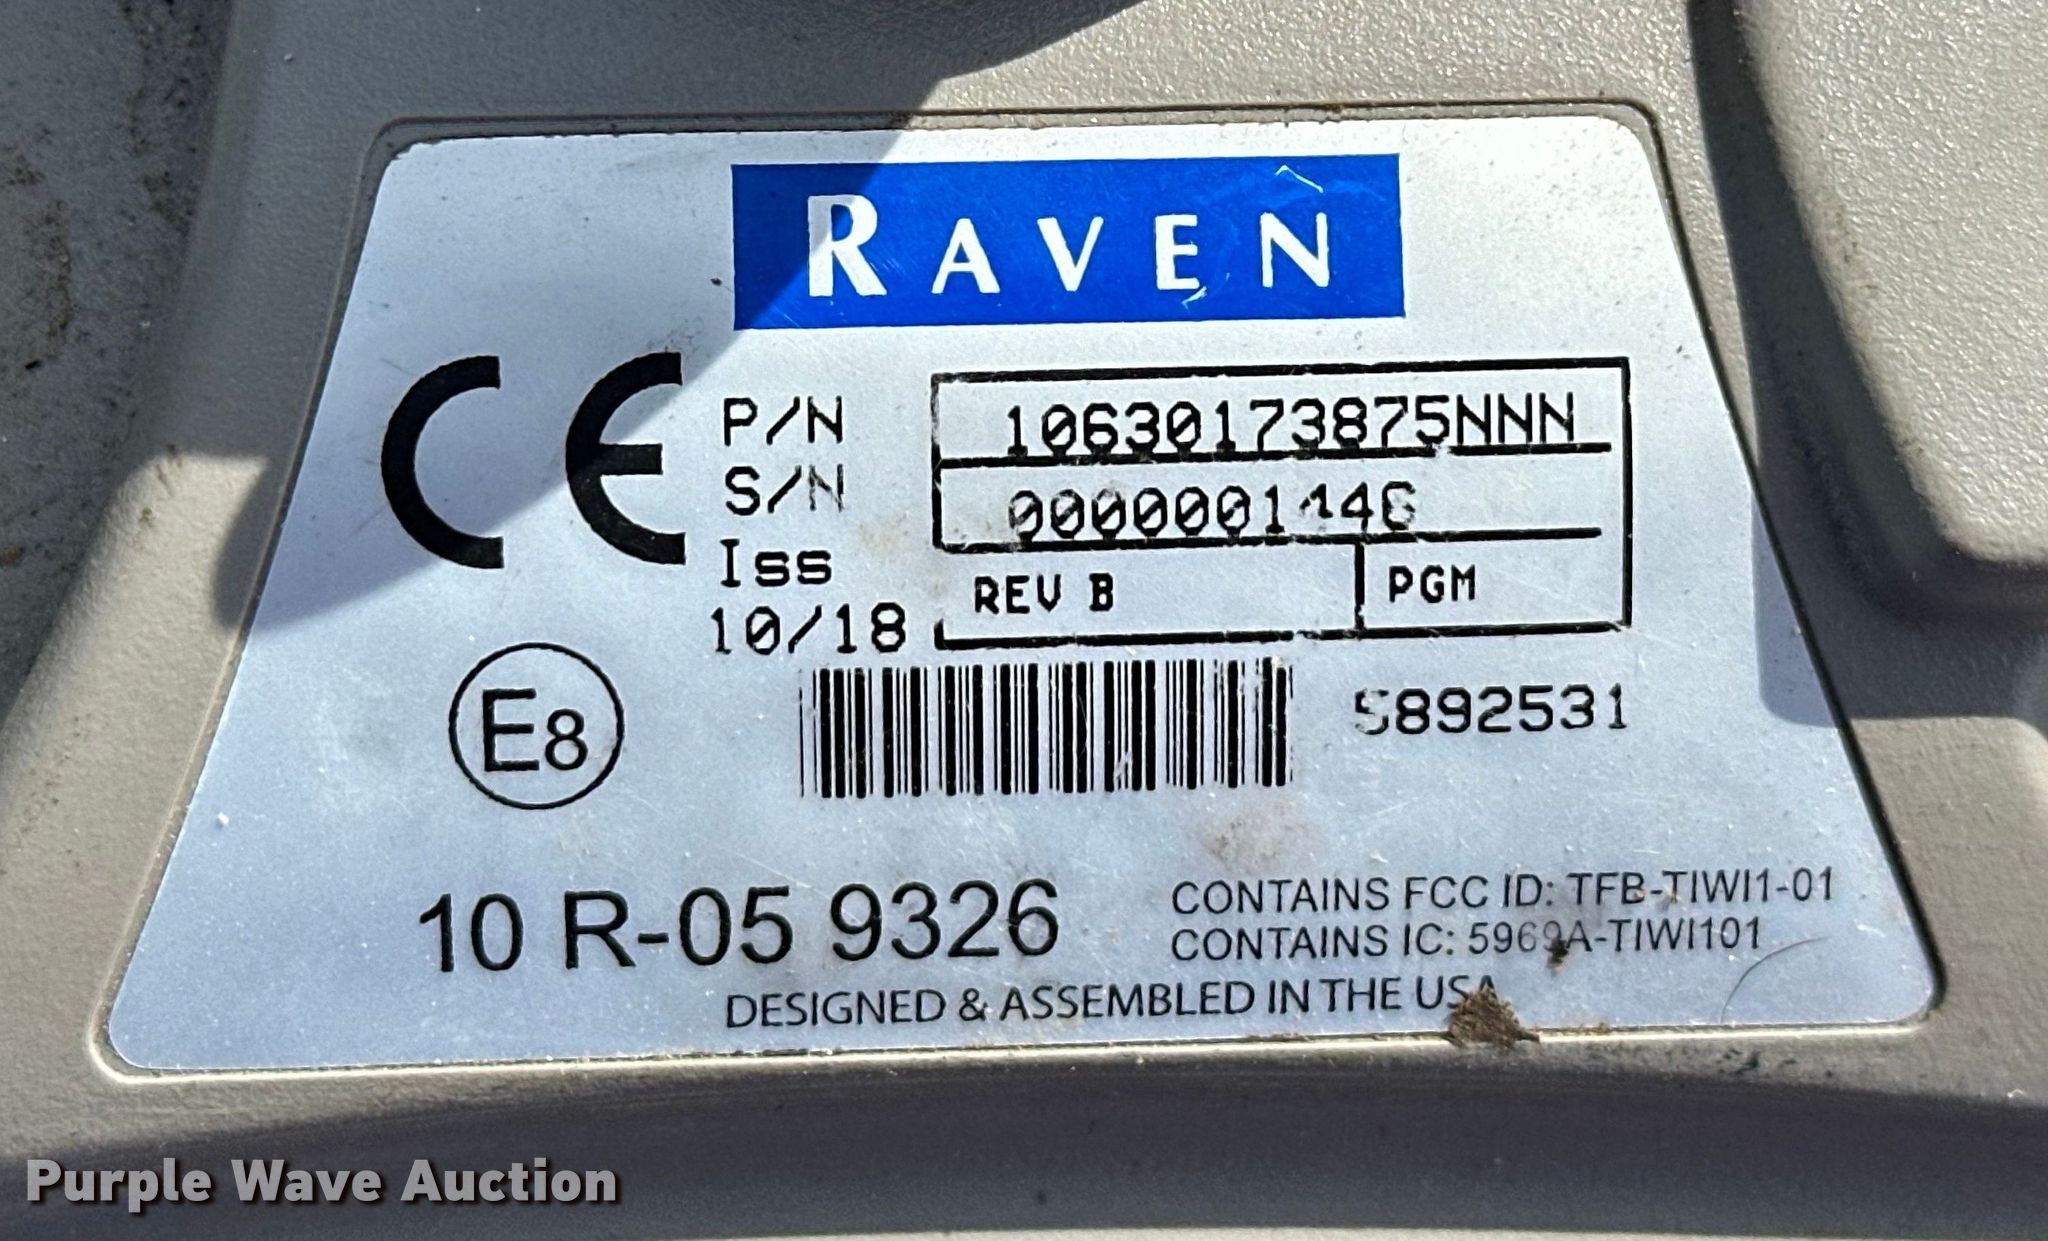 RAVEN
CE
P/N 10630173875NNN
S/N
Iss
10/18
REV B PGM
E8
5892531
10 R-05 9326
CONTAINS FCC ID: TFB-TIWI1-01
CONTAINS IC: 5969A-TIWI101
DESIGNED & ASSEMBLED IN THE USA
Purple Wave Auction